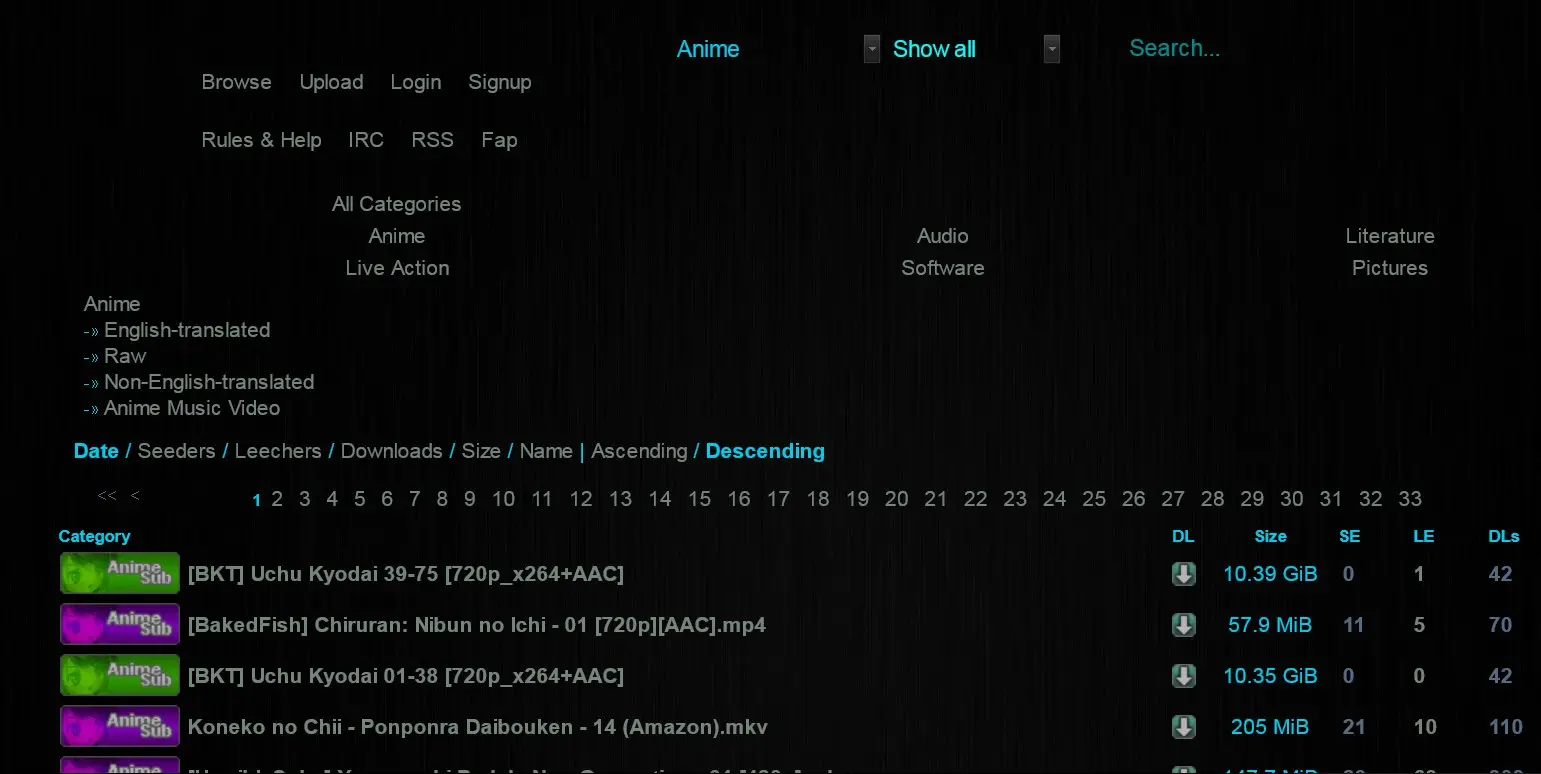 Anime Show all Search...
Browse Upload Login Signup
Rules & Help IRC RSS Fap
All Categories
Anime Audio Literature
Live Action Software Pictures
Anime
-» English-translated
-» Raw
-» Non-English-translated
-» Anime Music Video
Date / Seeders / Leechers / Downloads / Size / Name | Ascending / Descending
<< < 1 2 3 4 5 6 7 8 9 10 11 12 13 14 15 16 17 18 19 20 21 22 23 24 25 26 27 28 29 30 31 32 33
Category DL Size SE LE DLs
Anime Sub [BKT] Uchu Kyodai 39-75 [720p_x264+AAC] 10.39 GiB 0 1 42
Anime Sub [BakedFish] Chiruran: Nibun no Ichi - 01 [720p][AAC].mp4 57.9 MiB 11 5 70
Anime Sub [BKT] Uchu Kyodai 01-38 [720p_x264+AAC] 10.35 GiB 0 0 42
Anime Sub Koneko no Chii - Ponponra Daibouken - 14 (Amazon).mkv 205 MiB 21 10 110
Anime